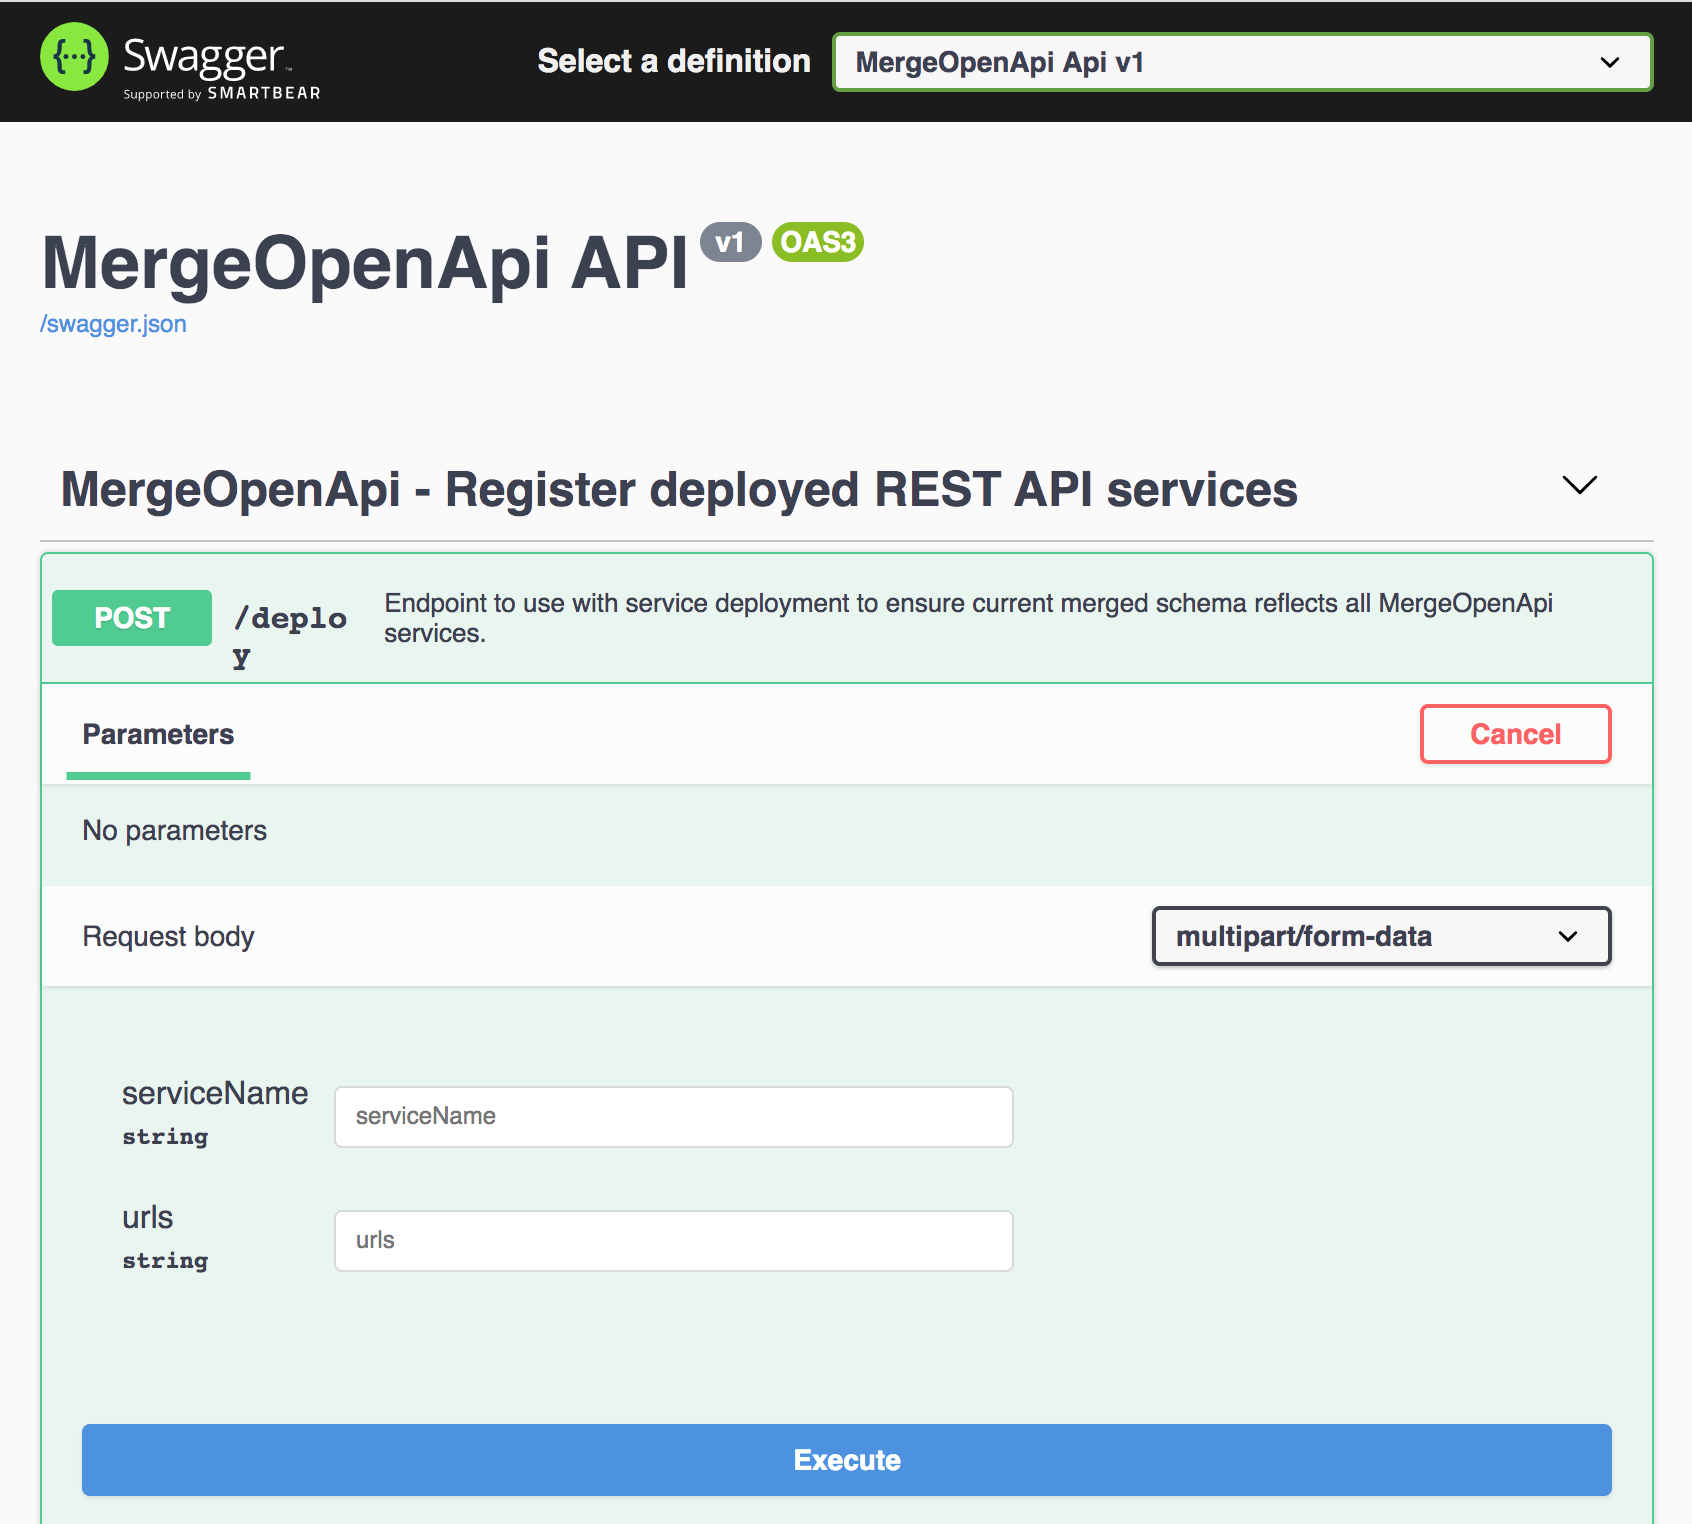 {...} Swagger™
Supported by SMARTBEAR
Select a definition
MergeOpenApi Api v1
MergeOpenApi API v1 OAS3
/swagger.json
MergeOpenApi - Register deployed REST API services
POST
/deplo
y
Endpoint to use with service deployment to ensure current merged schema reflects all MergeOpenApi
services.
Parameters
Cancel
No parameters
Request body
multipart/form-data
serviceName
string
serviceName
urls
string
urls
Execute